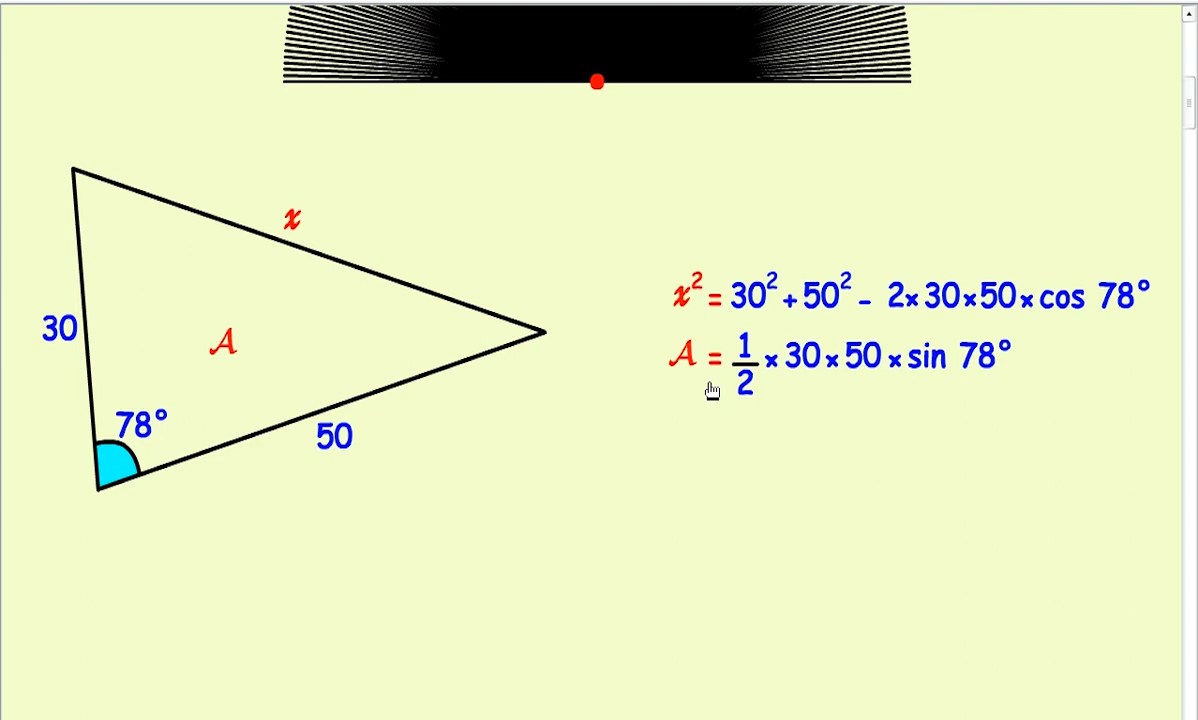 x
30
A
78°
50
x² = 30² + 50² - 2×30×50×cos 78°
A = 1/2 × 30 × 50 × sin 78°